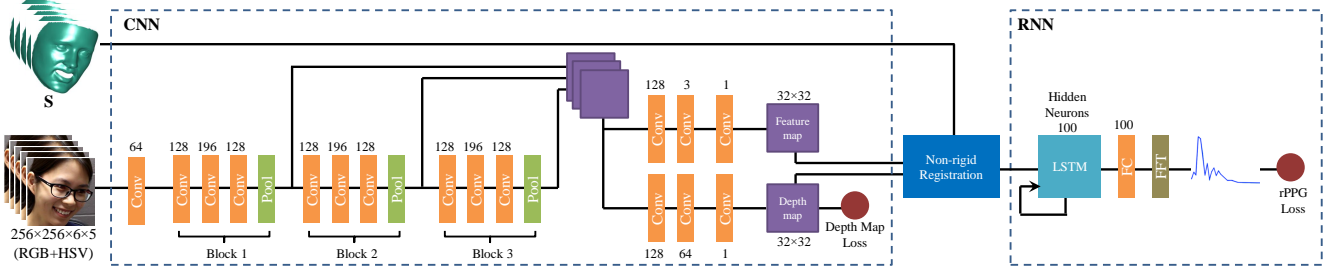 CNN
RNN
S
256×256×6×5
(RGB+HSV)
64
Conv
128 196 128
Conv Conv Conv Pool
Block 1
128 196 128
Conv Conv Conv Pool
Block 2
128 196 128
Conv Conv Conv Pool
Block 3
128 3 1
Conv Conv Conv
32×32
Feature
map
Conv Conv Conv
128 64 1
Depth
map
32×32
Depth Map
Loss
Non-rigid
Registration
Hidden
Neurons
100
LSTM
100
FC
FFT
rPPG
Loss